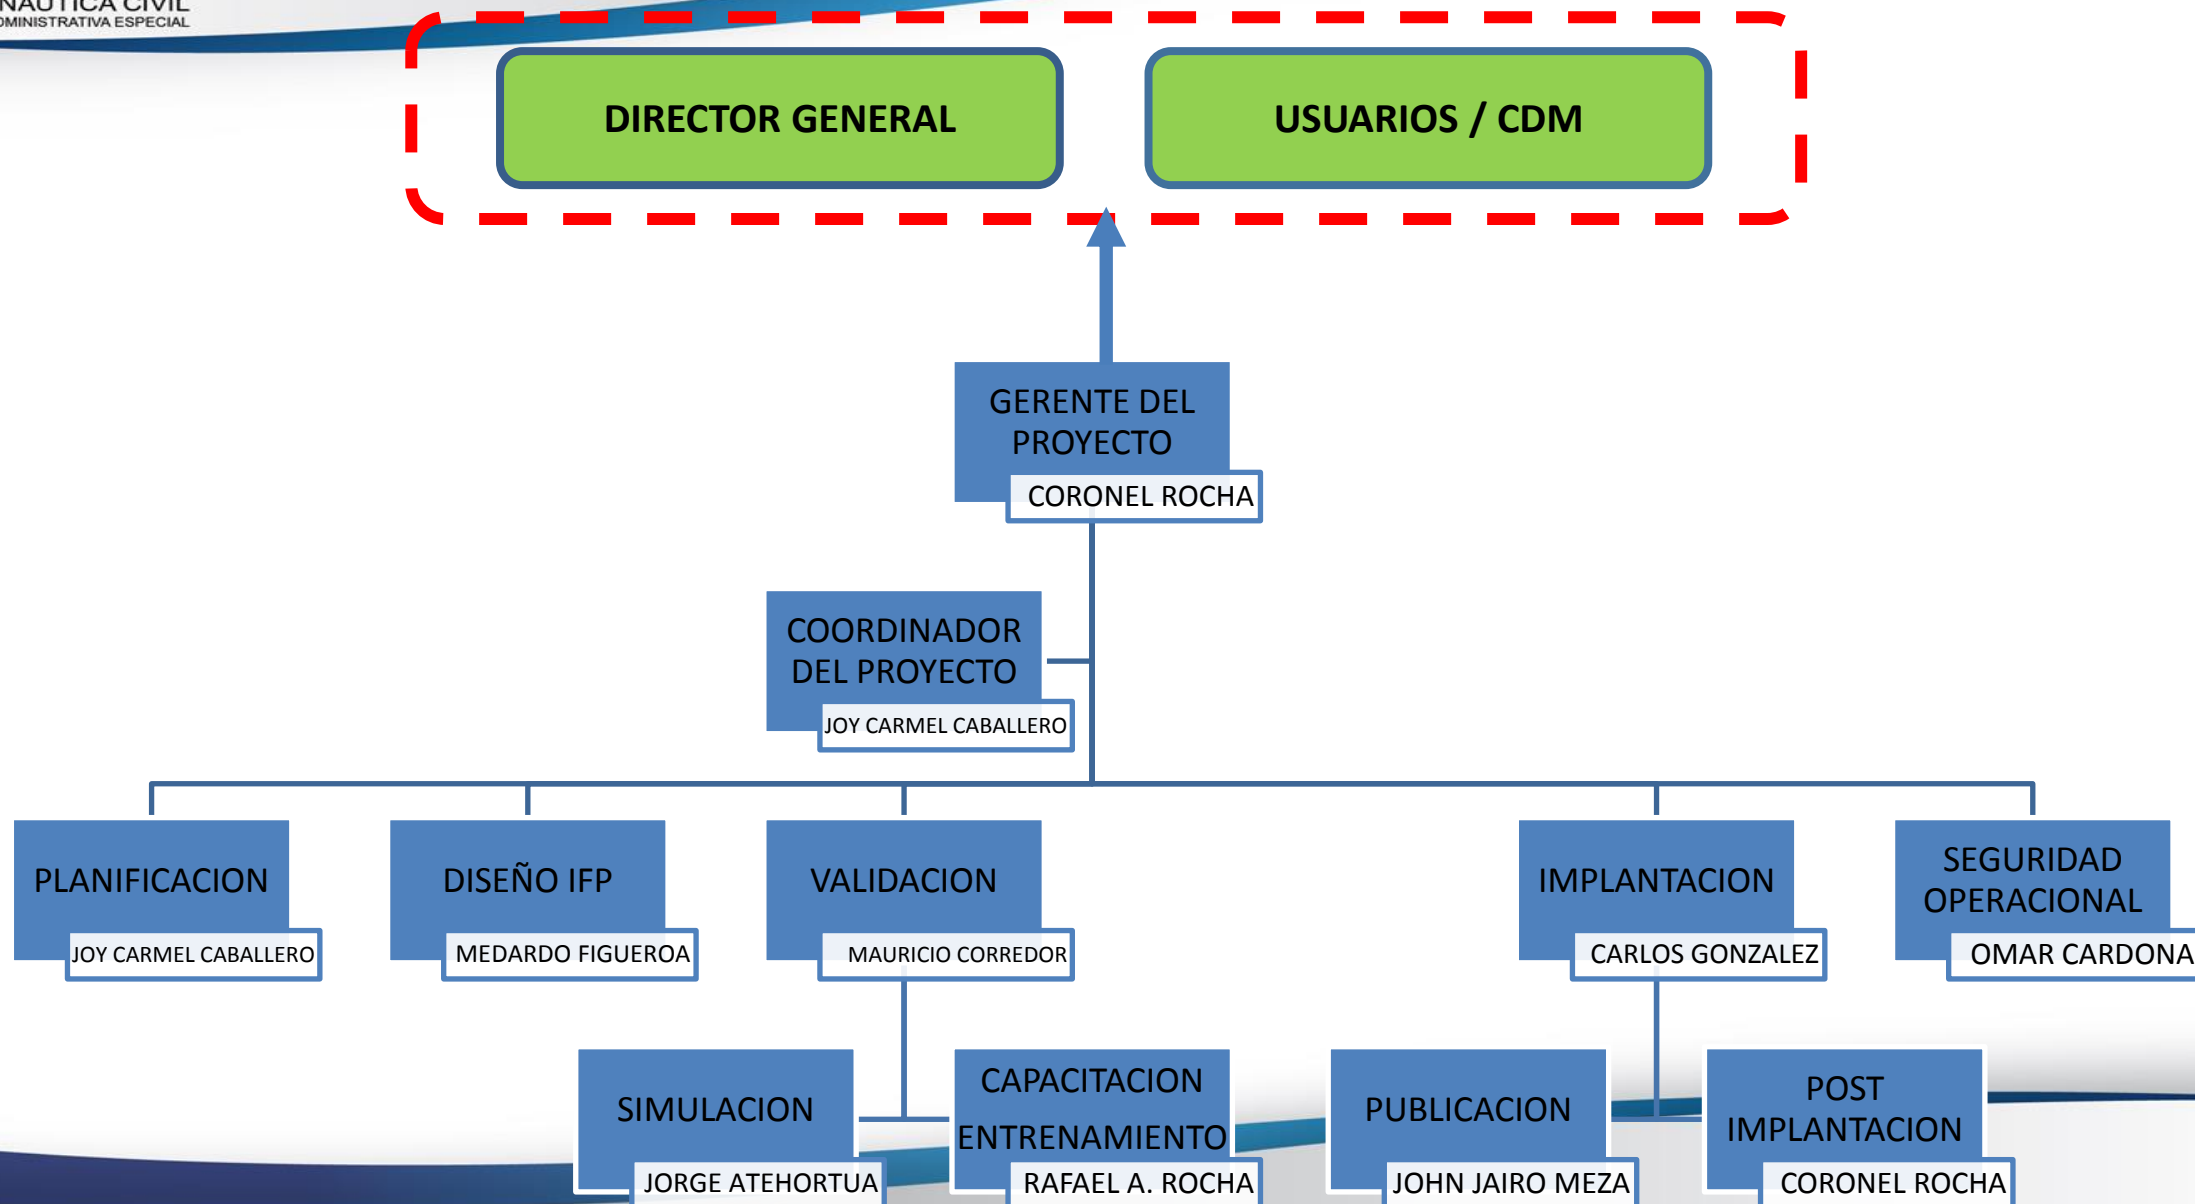 NAUTICA CIVIL
ADMINISTRATIVA ESPECIAL
DIRECTOR GENERAL
USUARIOS / CDM
GERENTE DEL
PROYECTO
CORONEL ROCHA
COORDINADOR
DEL PROYECTO
JOY CARMEL CABALLERO
PLANIFICACION
JOY CARMEL CABALLERO
DISEÑO IFP
MEDARDO FIGUEROA
VALIDACION
MAURICIO CORREDOR
IMPLANTACION
CARLOS GONZALEZ
SEGURIDAD
OPERACIONAL
OMAR CARDONA
SIMULACION
JORGE ATEHORTUA
CAPACITACION
ENTRENAMIENTO
RAFAEL A. ROCHA
PUBLICACION
JOHN JAIRO MEZA
POST
IMPLANTACION
CORONEL ROCHA